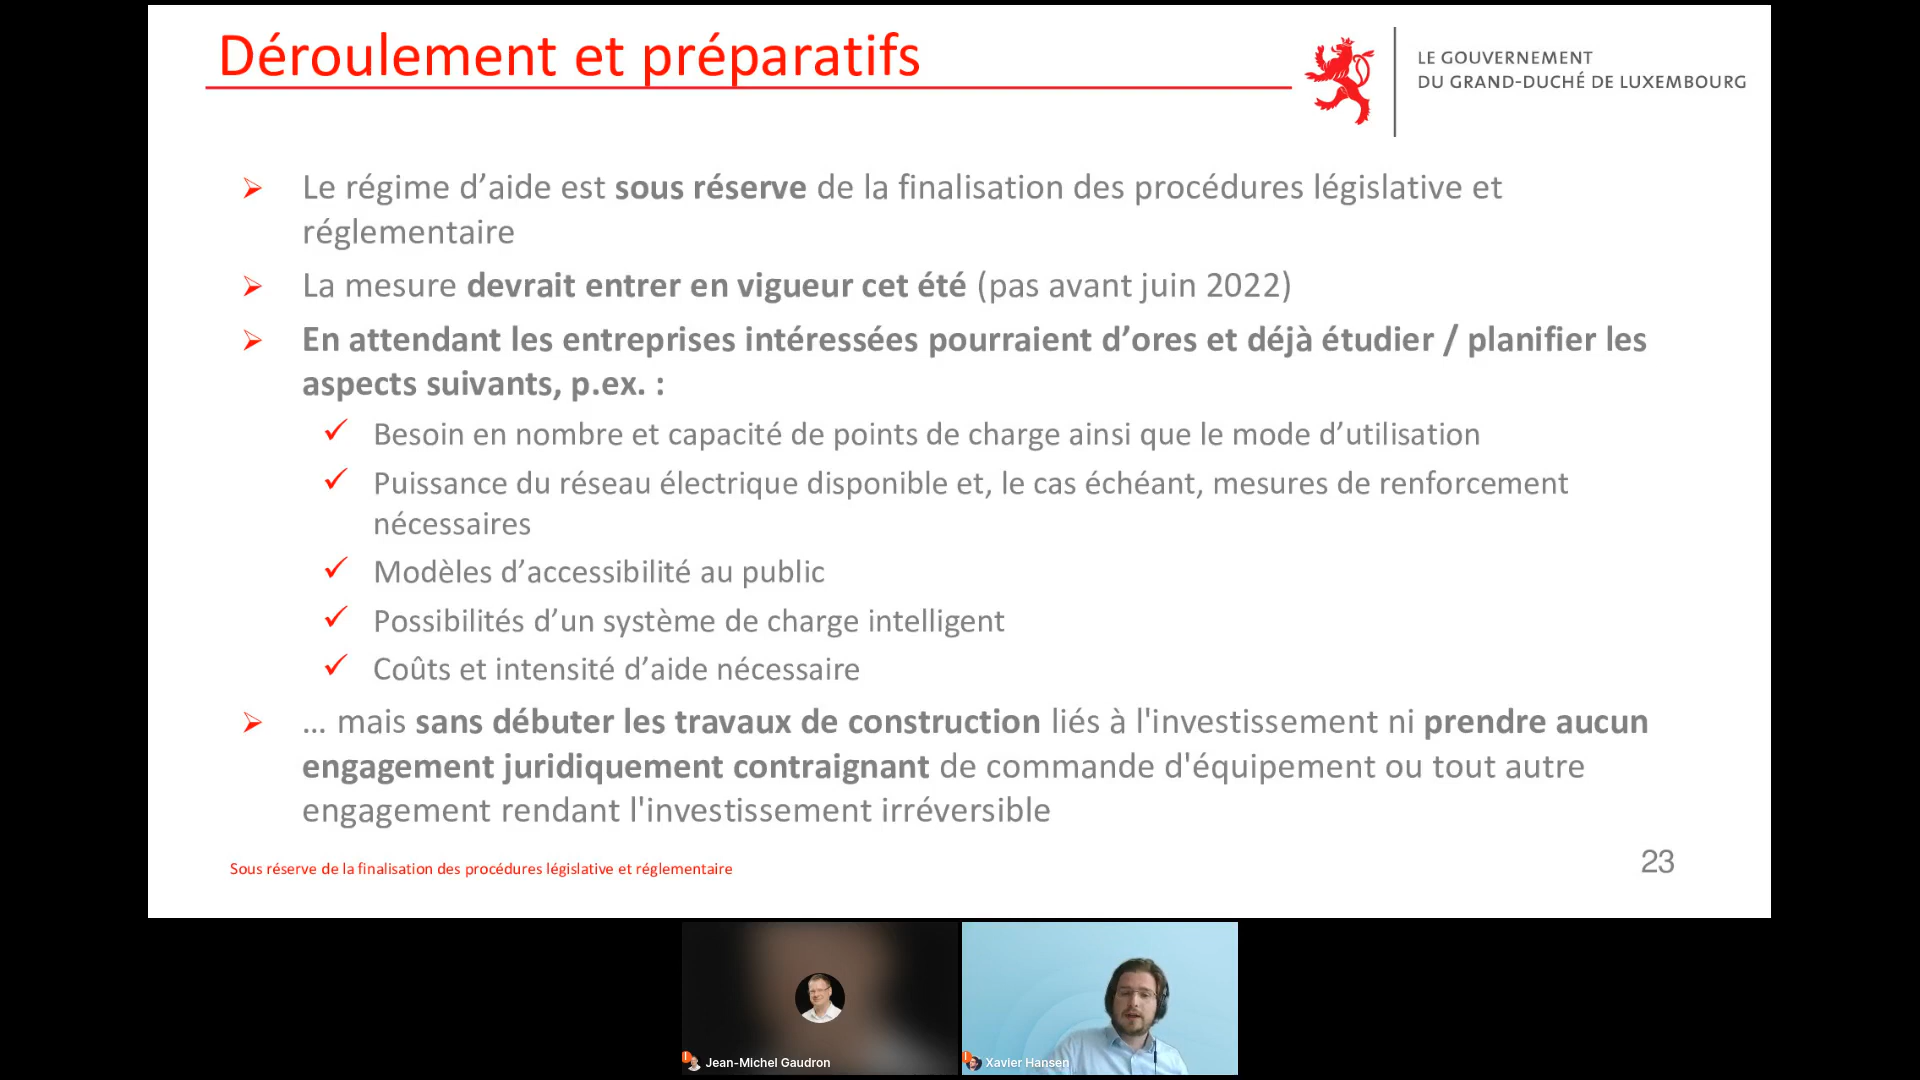 Déroulement et préparatifs
LE GOUVERNEMENT
DU GRAND-DUCHÉ DE LUXEMBOURG
Le régime d’aide est sous réserve de la finalisation des procédures législative et
réglementaire
La mesure devrait entrer en vigueur cet été (pas avant juin 2022)
En attendant les entreprises intéressées pourraient d’ores et déjà étudier / planifier les
aspects suivants, p.ex. :
Besoin en nombre et capacité de points de charge ainsi que le mode d’utilisation
Puissance du réseau électrique disponible et, le cas échéant, mesures de renforcement
nécessaires
Modèles d’accessibilité au public
Possibilités d’un système de charge intelligent
Coûts et intensité d’aide nécessaire
... mais sans débuter les travaux de construction liés à l'investissement ni prendre aucun
engagement juridiquement contraignant de commande d'équipement ou tout autre
engagement rendant l'investissement irréversible
Sous réserve de la finalisation des procédures législative et réglementaire
23
Jean-Michel Gaudron
Xavier Hansen